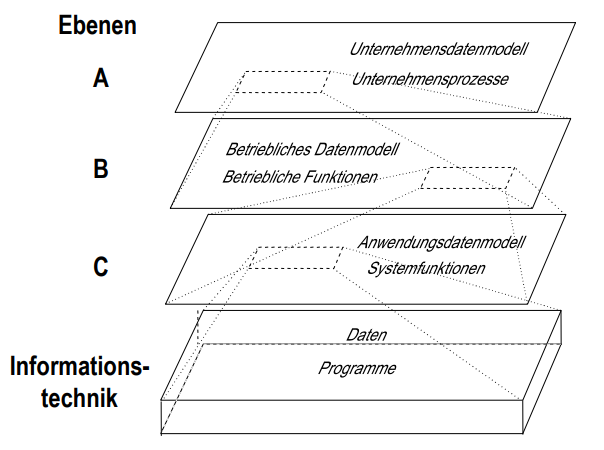 Ebenen
A
Unternehmensdatenmodell
Unternehmensprozesse
B
Betriebliches Datenmodell
Betriebliche Funktionen
C
Anwendungsdatenmodell
Systemfunktionen
Informations-
technik
Daten
Programme